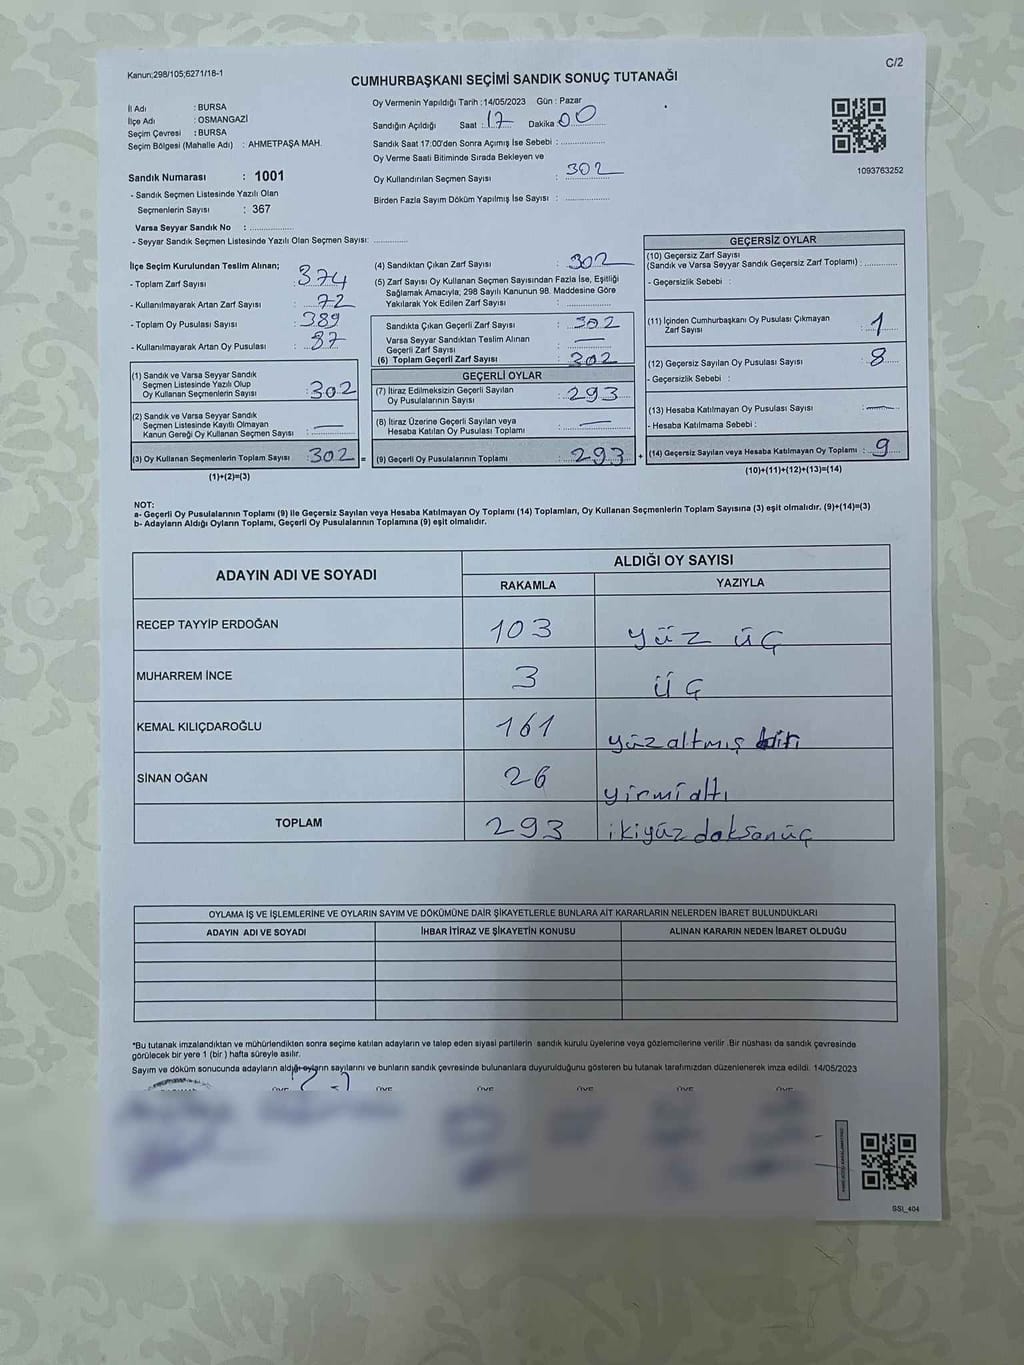 Kanun;298/105;6271/18-1
C/2
CUMHURBAŞKANI SEÇİMİ SANDIK SONUÇ TUTANAĞI
İl Adı : BURSA
İlçe Adı : OSMANGAZİ
Seçim Çevresi : BURSA
Seçim Bölgesi (Mahalle Adı) : AHMETPAŞA MAH.
Sandık Numarası : 1001
- Sandık Seçmen Listesinde Yazılı Olan
Seçmenlerin Sayısı : 367
Varsa Seyyar Sandık No : ..............
- Seyyar Sandık Seçmen Listesinde Yazılı Olan Seçmen Sayısı: ............
Oy Vermenin Yapıldığı Tarih : 14/05/2023 Gün : Pazar
Sandığın Açıldığı Saat : 17 Dakika 00
Sandık Saat 17:00'den Sonra Açımış İse Sebebi : ..............
Oy Verme Saati Bitiminde Sırada Bekleyen ve
Oy Kullandırılan Seçmen Sayısı : 302
Birden Fazla Sayım Döküm Yapılmış İse Sayısı : ..............
1093763252
İlçe Seçim Kurulundan Teslim Alınan;
- Toplam Zarf Sayısı : 374
- Kullanılmayarak Artan Zarf Sayısı : 72
- Toplam Oy Pusulası Sayısı : 389
- Kullanılmayarak Artan Oy Pusulası : 87
(1) Sandık ve Varsa Seyyar Sandık
Seçmen Listesinde Yazılı Olup
Oy Kullanan Seçmenlerin Sayısı : 302
(2) Sandık ve Varsa Seyyar Sandık
Seçmen Listesinde Kayıtlı Olmayan
Kanun Gereği Oy Kullanan Seçmen Sayısı : —
(3) Oy Kullanan Seçmenlerin Toplam Sayısı : 302 =
(1)+(2)=(3)
(4) Sandıktan Çıkan Zarf Sayısı : 302
(5) Zarf Sayısı Oy Kullanan Seçmen Sayısından Fazla İse, Eşitliği
Sağlamak Amacıyla; 298 Sayılı Kanunun 98. Maddesine Göre
Yakılarak Yok Edilen Zarf Sayısı : ..............
Sandıkta Çıkan Geçerli Zarf Sayısı : 302
Varsa Seyyar Sandıktan Teslim Alınan
Geçerli Zarf Sayısı : —
(6) Toplam Geçerli Zarf Sayısı : 302
GEÇERLİ OYLAR
(7) İtiraz Edilmeksizin Geçerli Sayılan
Oy Pusulalarının Sayısı : 293
(8) İtiraz Üzerine Geçerli Sayılan veya
Hesaba Katılan Oy Pusulası Toplamı : —
(9) Geçerli Oy Pusulalarının Toplamı : 293 +
GEÇERSİZ OYLAR
(10) Geçersiz Zarf Sayısı
(Sandık ve Varsa Seyyar Sandık Geçersiz Zarf Toplamı) : ..........
- Geçersizlik Sebebi :
(11) İçinden Cumhurbaşkanı Oy Pusulası Çıkmayan
Zarf Sayısı : 1
(12) Geçersiz Sayılan Oy Pusulası Sayısı : 8
- Geçersizlik Sebebi :
(13) Hesaba Katılmayan Oy Pusulası Sayısı : —
- Hesaba Katılmama Sebebi :
(14) Geçersiz Sayılan veya Hesaba Katılmayan Oy Toplamı : 9
(10)+(11)+(12)+(13)=(14)
NOT:
a- Geçerli Oy Pusulalarının Toplamı (9) ile Geçersiz Sayılan veya Hesaba Katılmayan Oy Toplamı (14) Toplamları, Oy Kullanan Seçmenlerin Toplam Sayısına (3) eşit olmalıdır. (9)+(14)=(3)
b- Adayların Aldığı Oyların Toplamı, Geçerli Oy Pusulalarının Toplamına (9) eşit olmalıdır.
ADAYIN ADI VE SOYADI
ALDIĞI OY SAYISI
RAKAMLA YAZIYLA
RECEP TAYYİP ERDOĞAN 103 yüz üç
MUHARREM İNCE 3 üç
KEMAL KILIÇDAROĞLU 161 yüzaltmış bir
SİNAN OĞAN 26 yirmialtı
TOPLAM 293 ikiyüz doksanüç
OYLAMA İŞ VE İŞLEMLERİNE VE OYLARIN SAYIM VE DÖKÜMÜNE DAİR ŞİKAYETLERLE BUNLARA AİT KARARLARIN NELERDEN İBARET BULUNDUKLARI
ADAYIN ADI VE SOYADI İHBAR İTİRAZ VE ŞİKAYETİN KONUSU ALINAN KARARIN NEDEN İBARET OLDUĞU
*Bu tutanak imzalandıktan ve mühürlendikten sonra seçime katılan adayların ve talep eden siyasi partilerin sandık kurulu üyelerine veya gözlemcilerine verilir .Bir nüshası da sandık çevresinde
görülecek bir yere 1 (bir ) hafta süreyle asılır.
Sayım ve döküm sonucunda adayların aldığı oyların sayılarını ve bunların sandık çevresinde bulunanlara duyurulduğunu gösteren bu tutanak tarafımızdan düzenlenerek imza edildi. 14/05/2023
ÜYE ÜYE ÜYE ÜYE ÜYE ÜYE
GSI_404